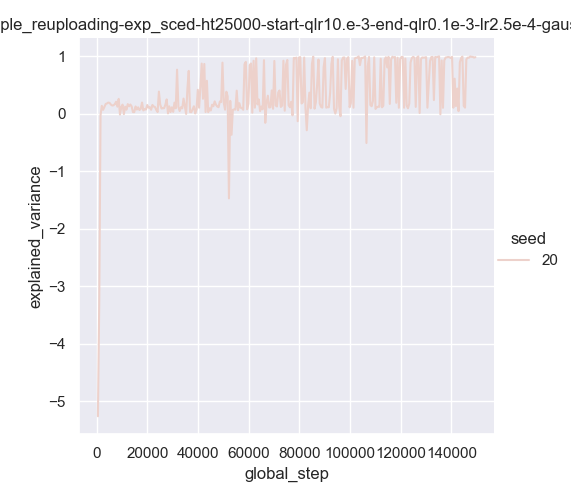 ple_reuploading-exp_sced-ht25000-start-qlr10.e-3-end-qlr0.1e-3-lr2.5e-4-gaus
1
0
−1
−2
−3
−4
−5
explained_variance
0 20000 40000 60000 80000 100000 120000 140000
global_step
seed
20